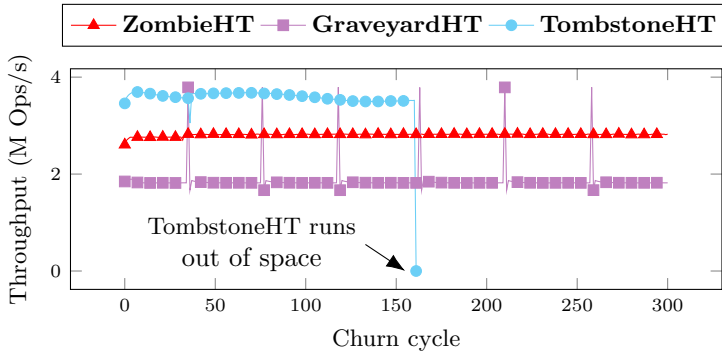 ZombieHT GraveyardHT TombstoneHT
Throughput (M Ops/s)
4
2
0
TombstoneHT runs
out of space
0 50 100 150 200 250 300
Churn cycle